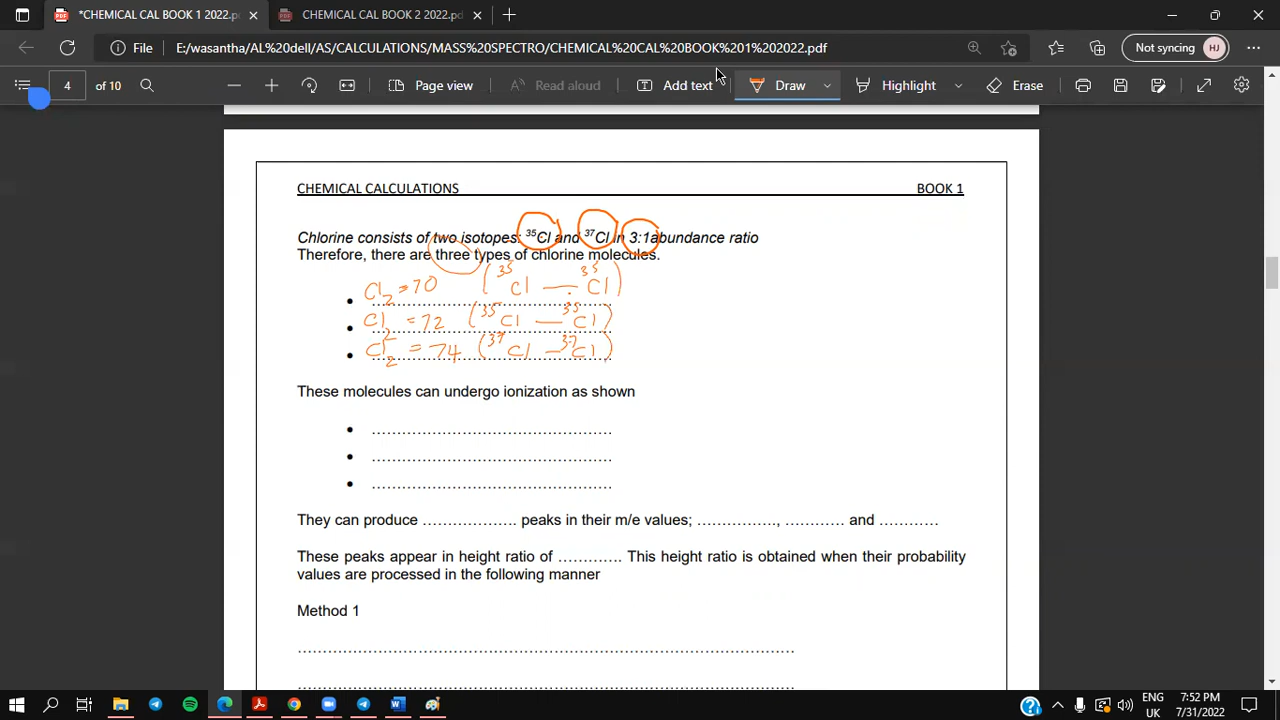 *CHEMICAL CAL BOOK 1 2022.p
CHEMICAL CAL BOOK 2 2022.pd
File
E:/wasantha/AL%20dell/AS/CALCULATIONS/MASS%20SPECTRO/CHEMICAL%20CAL%20BOOK%201%202022.pdf
Not syncing
HJ
4
of 10
Page view
Read aloud
Add text
Draw
Highlight
Erase
CHEMICAL CALCULATIONS
BOOK 1
Chlorine consists of two isotopes: ³⁵Cl and ³⁷Cl in 3:1abundance ratio
Therefore, there are three types of chlorine molecules.
• Cl₂ = 70 (³⁵Cl — ³⁵Cl)
• Cl₂ = 72 (³⁵Cl — ³⁵Cl)
• Cl₂ = 74 (³⁷Cl — ³⁷Cl)
These molecules can undergo ionization as shown
• ………………………………………
• ………………………………………
• ………………………………………
They can produce ………………. peaks in their m/e values; ……………., ………… and …………
These peaks appear in height ratio of …………. This height ratio is obtained when their probability
values are processed in the following manner
Method 1
……………………………………………………………………………
……………………………………………………………………………
ENG
UK
7:52 PM
7/31/2022